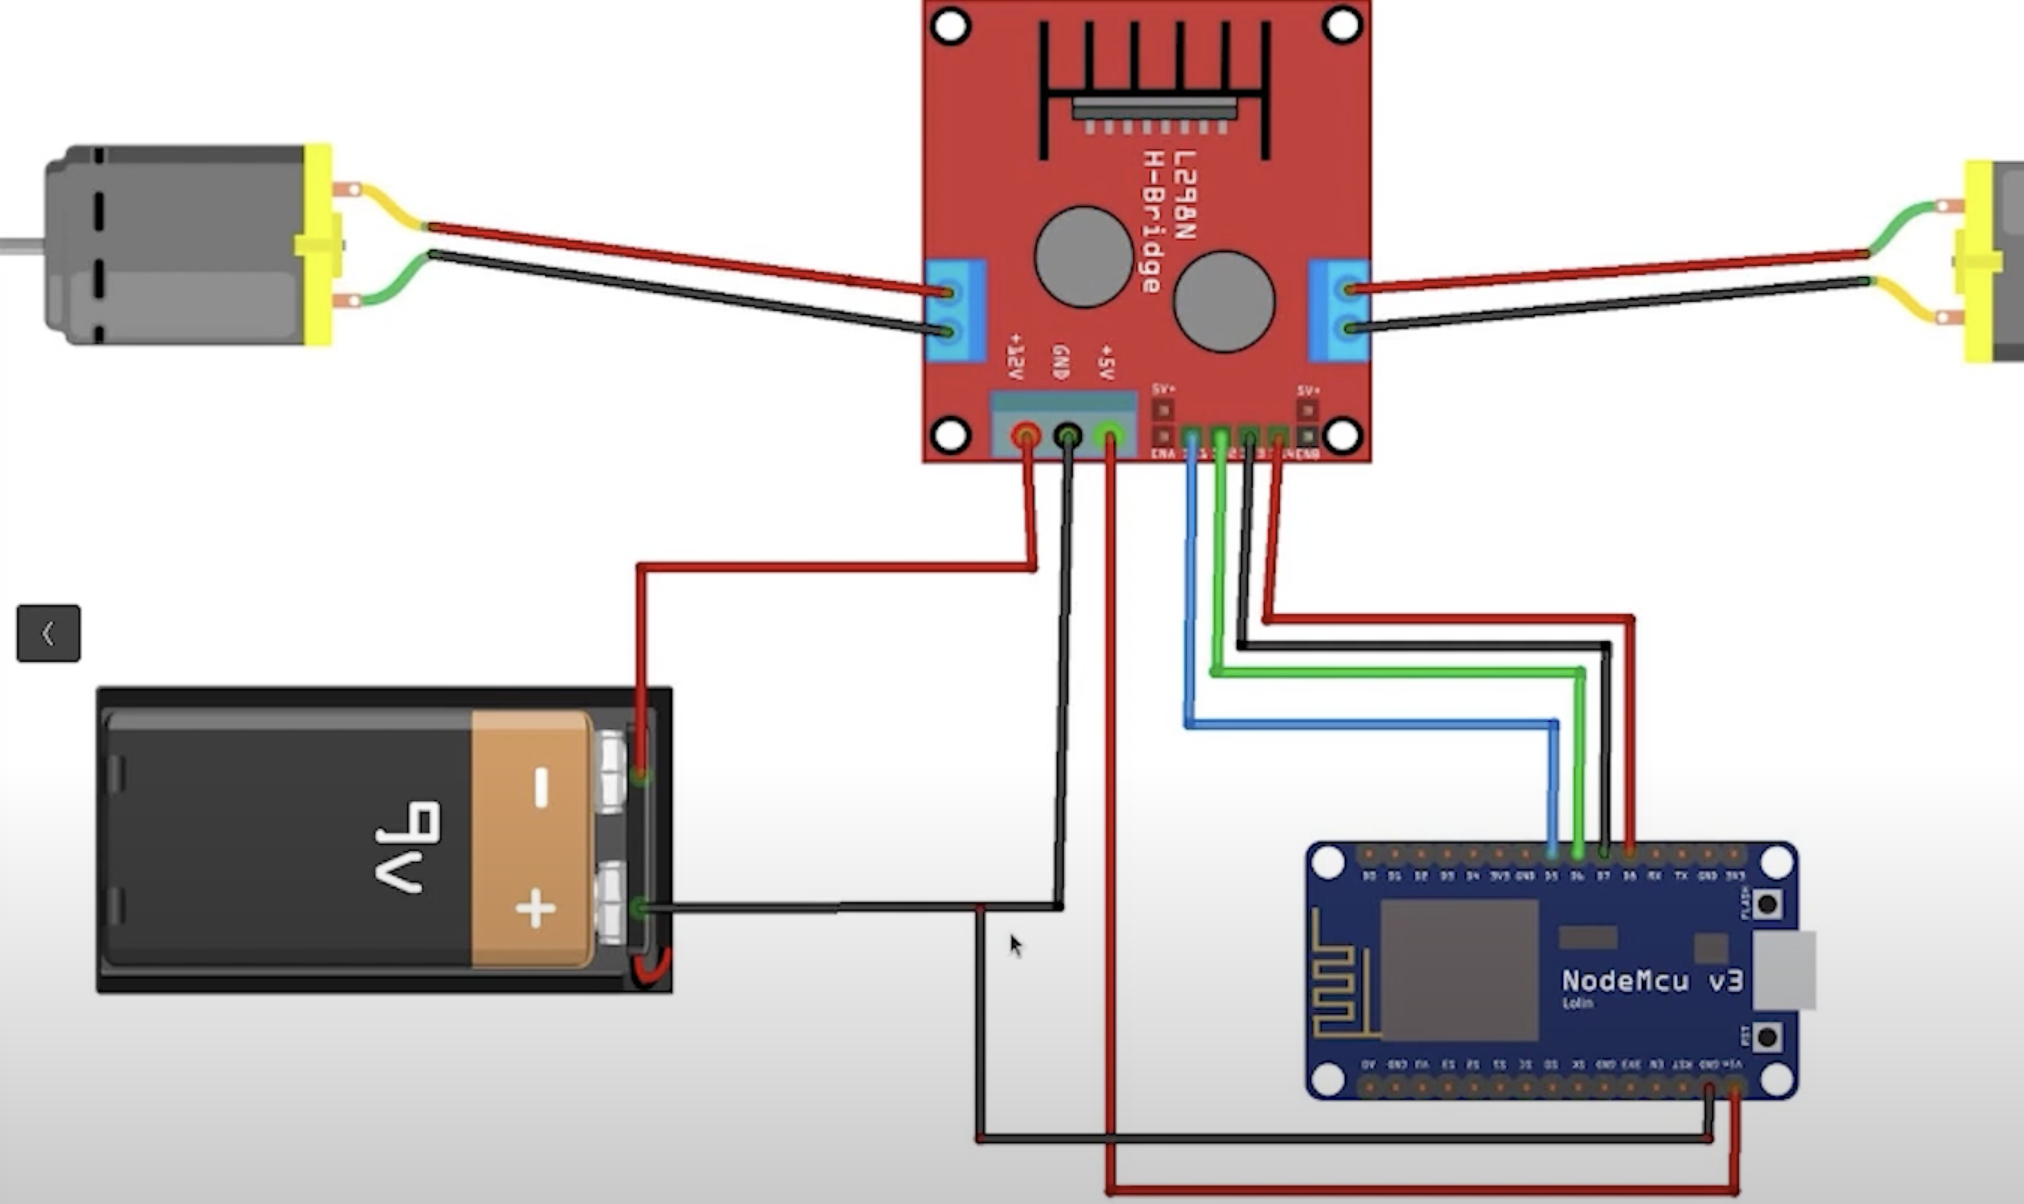 L298N
H-Bridge
+12V
GND
+5V
5V+
5V+
ENA
ENB
9V
-
+
D0 D1 D2 D3 D4 3V3 GND D5 D6 D7 D8 RX TX GND 3V3
FLASH
NodeMcu v3
Lolin
RST
A0 GND VU S3 S2 S1 SC SO SK GND 3V3 EN RST GND Vin